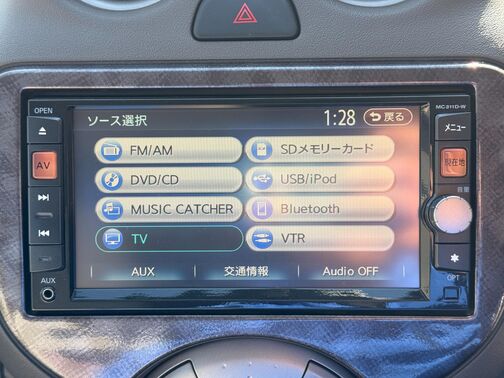 OPEN
MC311D-W
ソース選択
1:28
戻る
メニュー
AV
FM/AM
SDメモリーカード
現在地
DVD/CD
USB/iPod
音量
MUSIC CATCHER
Bluetooth
TV
VTR
AUX
交通情報
Audio OFF
AUX
OPT